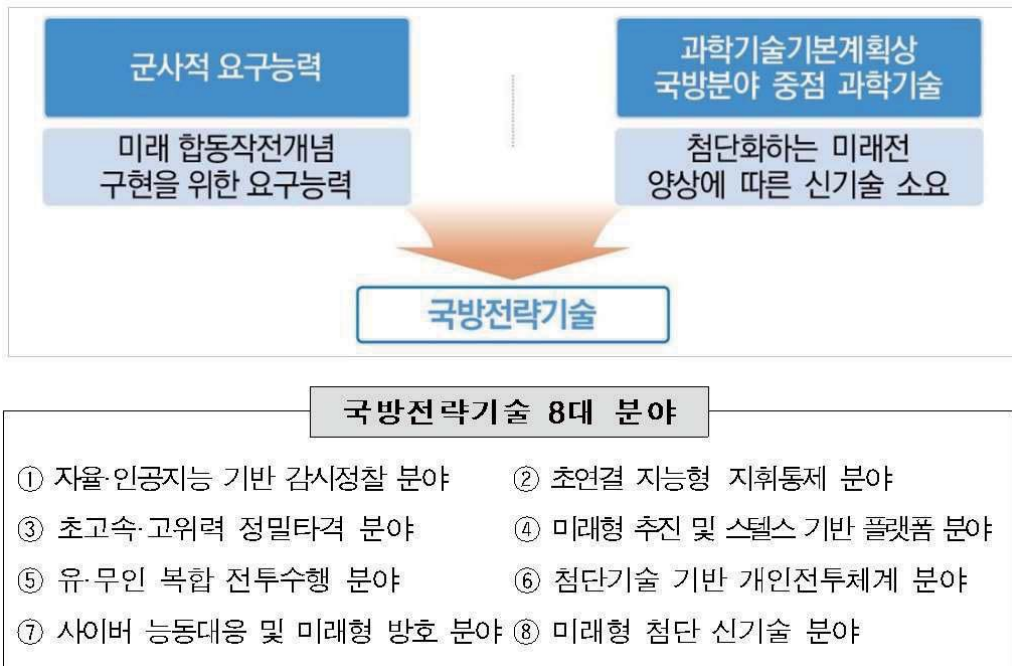 군사적 요구능력
미래 합동작전개념
구현을 위한 요구능력
과학기술기본계획상
국방분야 중점 과학기술
첨단화하는 미래전
양상에 따른 신기술 소요
국방전략기술
국방전략기술 8대 분야
① 자율·인공지능 기반 감시정찰 분야
② 초연결 지능형 지휘통제 분야
③ 초고속·고위력 정밀타격 분야
④ 미래형 추진 및 스텔스 기반 플랫폼 분야
⑤ 유·무인 복합 전투수행 분야
⑥ 첨단기술 기반 개인전투체계 분야
⑦ 사이버 능동대응 및 미래형 방호 분야
⑧ 미래형 첨단 신기술 분야